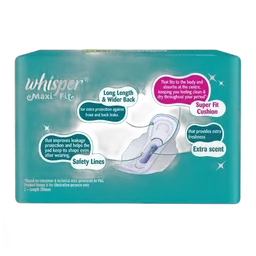 whisper
Maxi Fit
Long Length
& Wider Back
for extra protection against
front and back leaks.
That fits to the body and
absorbs at the centre,
keeping you feeling clean &
dry throughout your period
Super Fit
Cushion
that provides extra
freshness
Extra scent
that improves leakage
protection and helps the
pad keep its shape even
after wearing.
Safety Lines